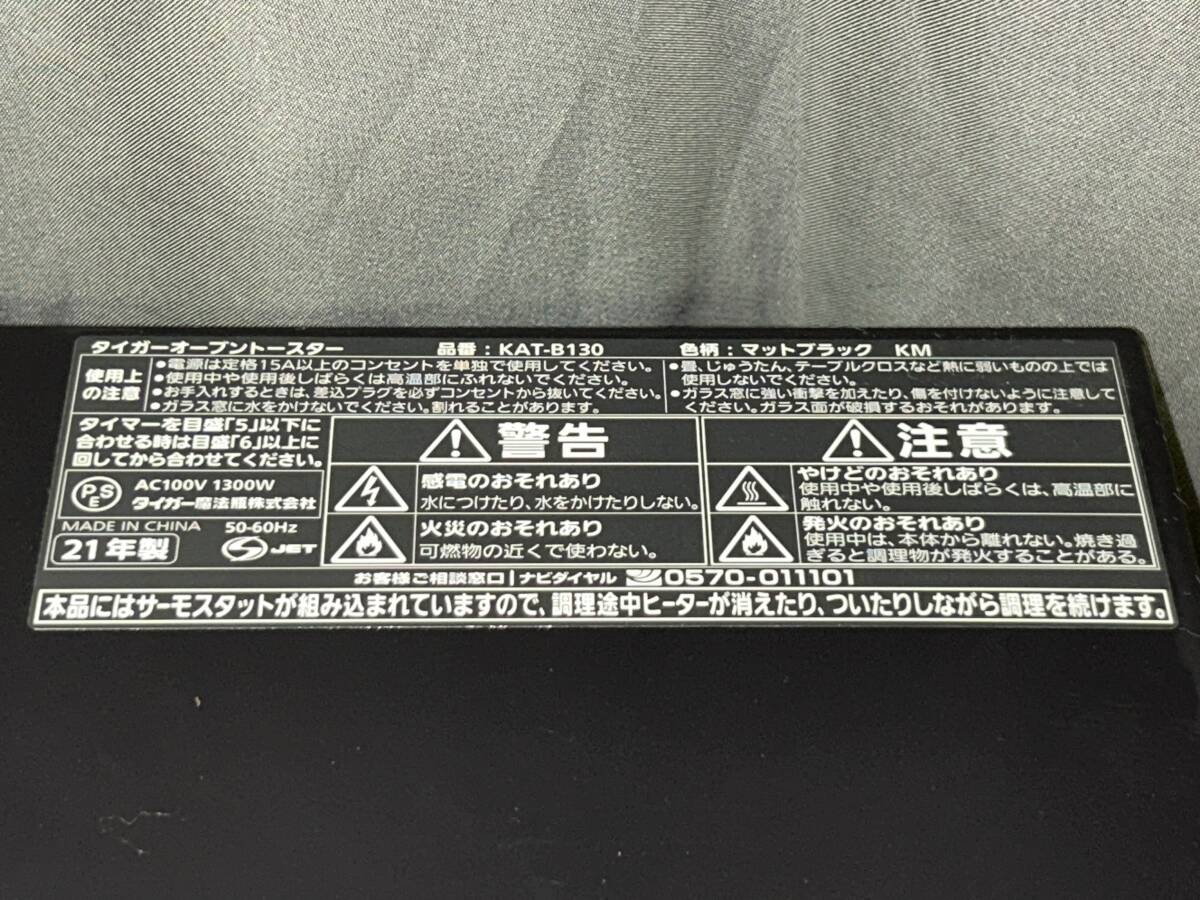 タイガーオーブントースター 品番：KAT-B130 色柄：マットブラック KM
使用上
の注意
•電源は定格15A以上のコンセントを単独で使用してください。
•使用中や使用後しばらくは高温部にふれないでください。
•お手入れするときは、差込プラグを必ずコンセントから抜いてください。
•ガラス窓に水をかけないでください。割れることがあります。
•畳、じゅうたん、テーブルクロスなど熱に弱いものの上では
使用しないでください。
•ガラス窓に強い衝撃を加えたり、傷を付けないように注意して
ください。ガラス面が破損するおそれがあります。
タイマーを目盛「5」以下に
合わせる時は目盛「6」以上に
回してから合わせてください。
PSE
AC100V 1300W
タイガー魔法瓶株式会社
MADE IN CHINA 50-60Hz
21年製
JET
警告
感電のおそれあり
水につけたり、水をかけたりしない。
火災のおそれあり
可燃物の近くで使わない。
注意
やけどのおそれあり
使用中や使用後しばらくは、高温部に
触れない。
発火のおそれあり
使用中は、本体から離れない。焼き過
ぎると調理物が発火することがある。
お客様ご相談窓口 | ナビダイヤル 0570-011101
本品にはサーモスタットが組み込まれていますので、調理途中ヒーターが消えたり、ついたりしながら調理を続けます。